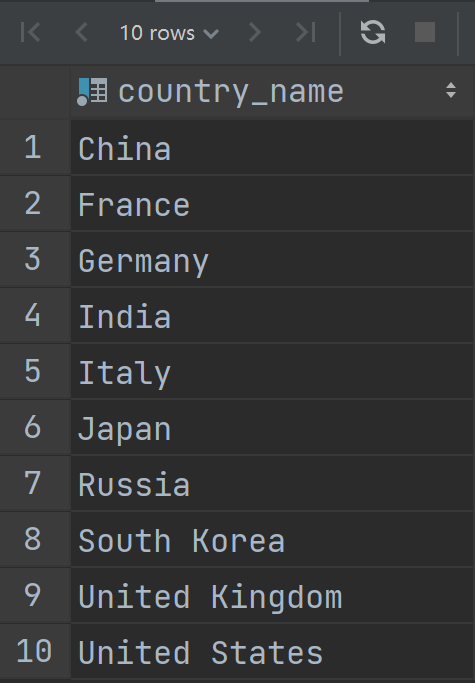 10 rows
country_name
1 China
2 France
3 Germany
4 India
5 Italy
6 Japan
7 Russia
8 South Korea
9 United Kingdom
10 United States